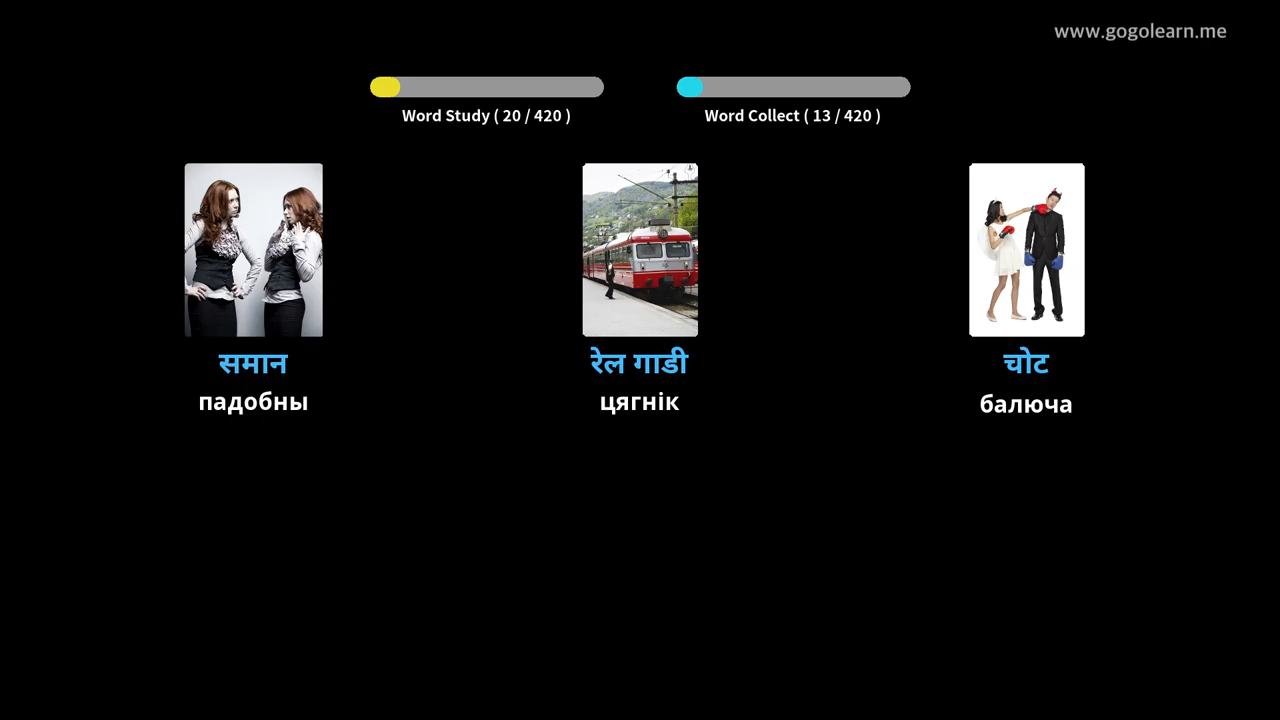 www.gogolearn.me
Word Study ( 20 / 420 )
Word Collect ( 13 / 420 )
समान
रेल गाडी
चोट
падобны
цягнік
балюча